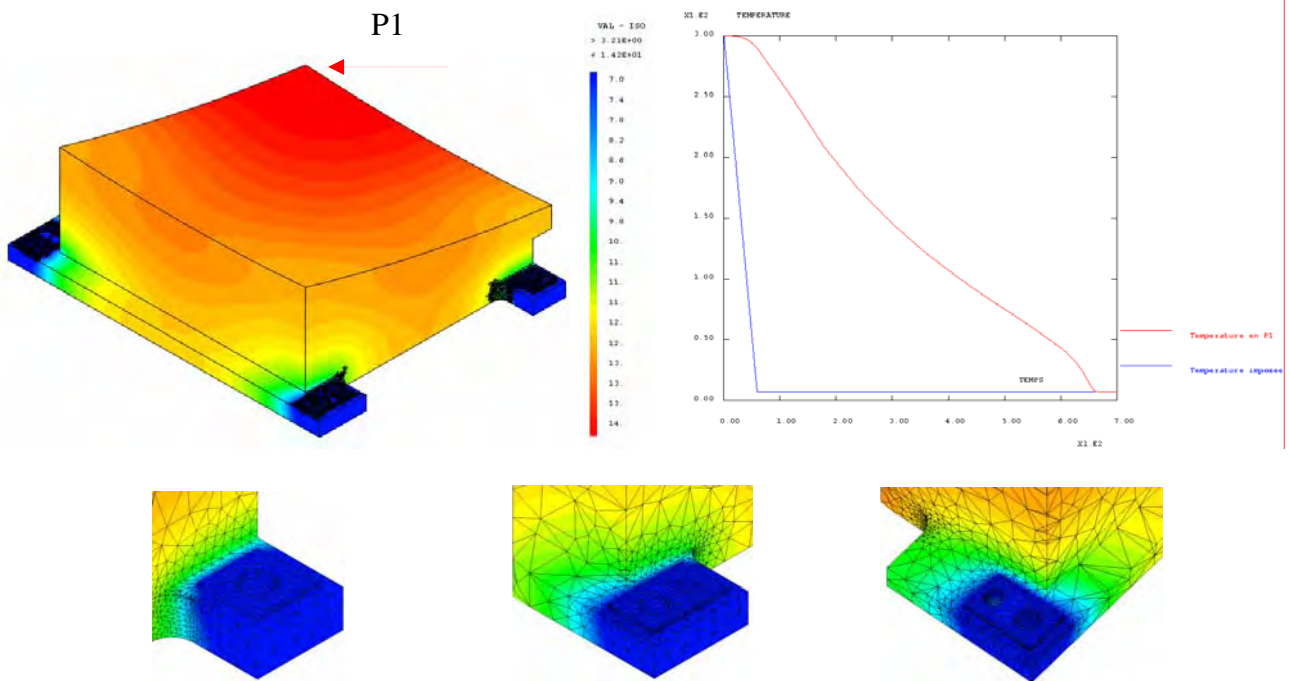 P1
VAL - ISO
> 3.21E+00
< 1.42E+01
7.0
7.4
7.8
8.2
8.6
9.0
9.4
9.8
10.
11.
11.
11.
12.
12.
13.
13.
13.
14.
X1.E2 TEMPERATURE
3.00
2.50
2.00
1.50
1.00
0.50
0.00
TEMPS
0.00 1.00 2.00 3.00 4.00 5.00 6.00 7.00
X1.E2
Temperature en P1
Temperature imposee